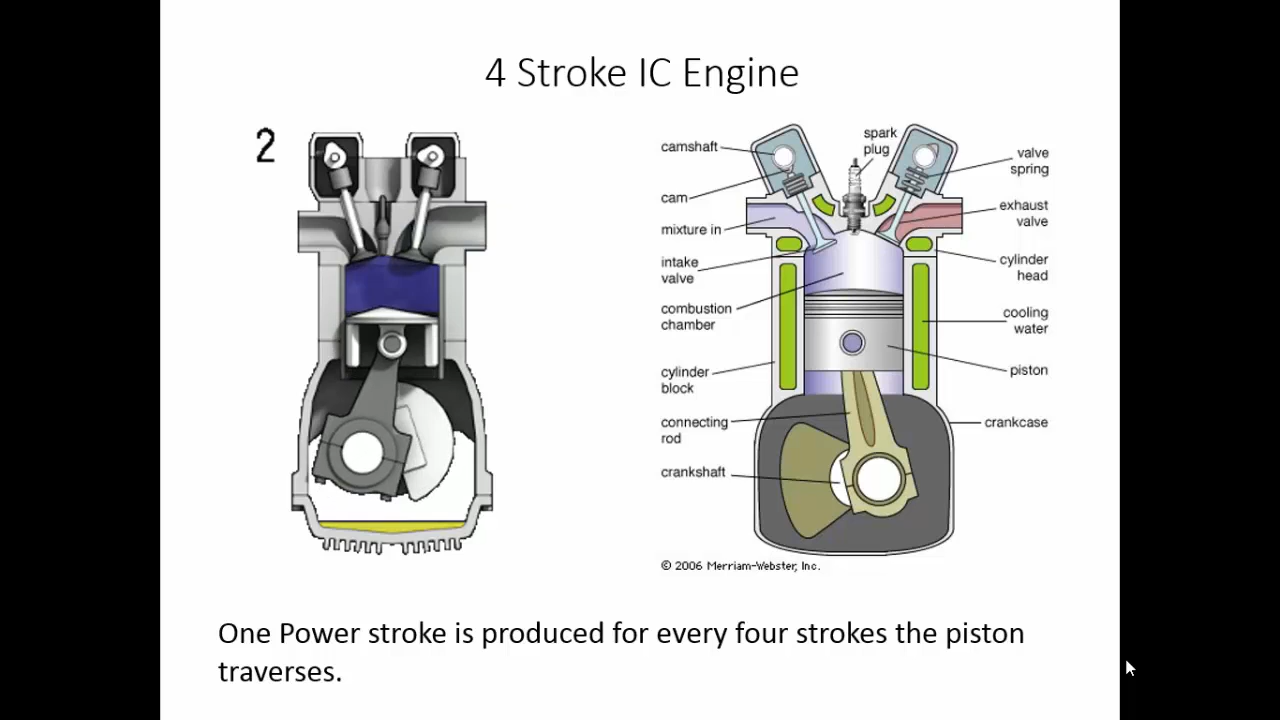 4 Stroke IC Engine
2
camshaft
cam
mixture in
intake
valve
combustion
chamber
cylinder
block
connecting
rod
crankshaft
spark
plug
valve
spring
exhaust
valve
cylinder
head
cooling
water
piston
crankcase
© 2006 Merriam-Webster, Inc.
One Power stroke is produced for every four strokes the piston
traverses.